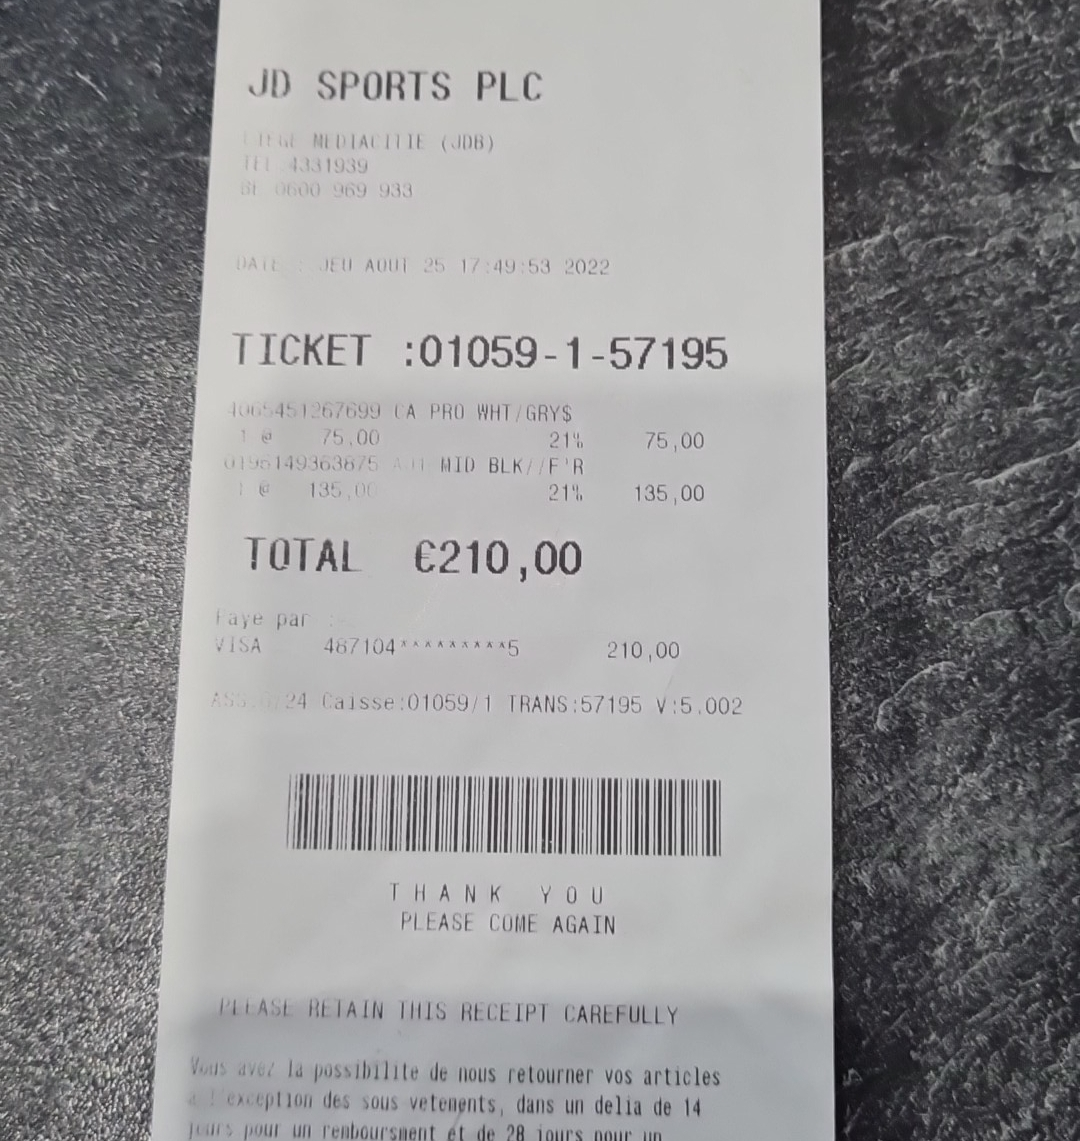 JD SPORTS PLC
LIEGE MEDIACITIE (JDB)
TEL 4331939
BE 0600 969 933
DATE : JEU AOUT 25 17:49:53 2022
TICKET :01059-1-57195
4065451267699 CA PRO WHT/GRY$
1 @ 75,00 21% 75,00
0196149363875 MID BLK//F'R
1 @ 135,00 21% 135,00
TOTAL €210,00
Paye par :
VISA 487104*********5 210,00
Caisse:01059/1 TRANS:57195 V:5.002
THANK YOU
PLEASE COME AGAIN
PLEASE RETAIN THIS RECEIPT CAREFULLY
Vous avez la possibilite de nous retourner vos articles
a l'exception des sous vetements, dans un delia de 14
jours pour un remboursment et de 28 jours pour un